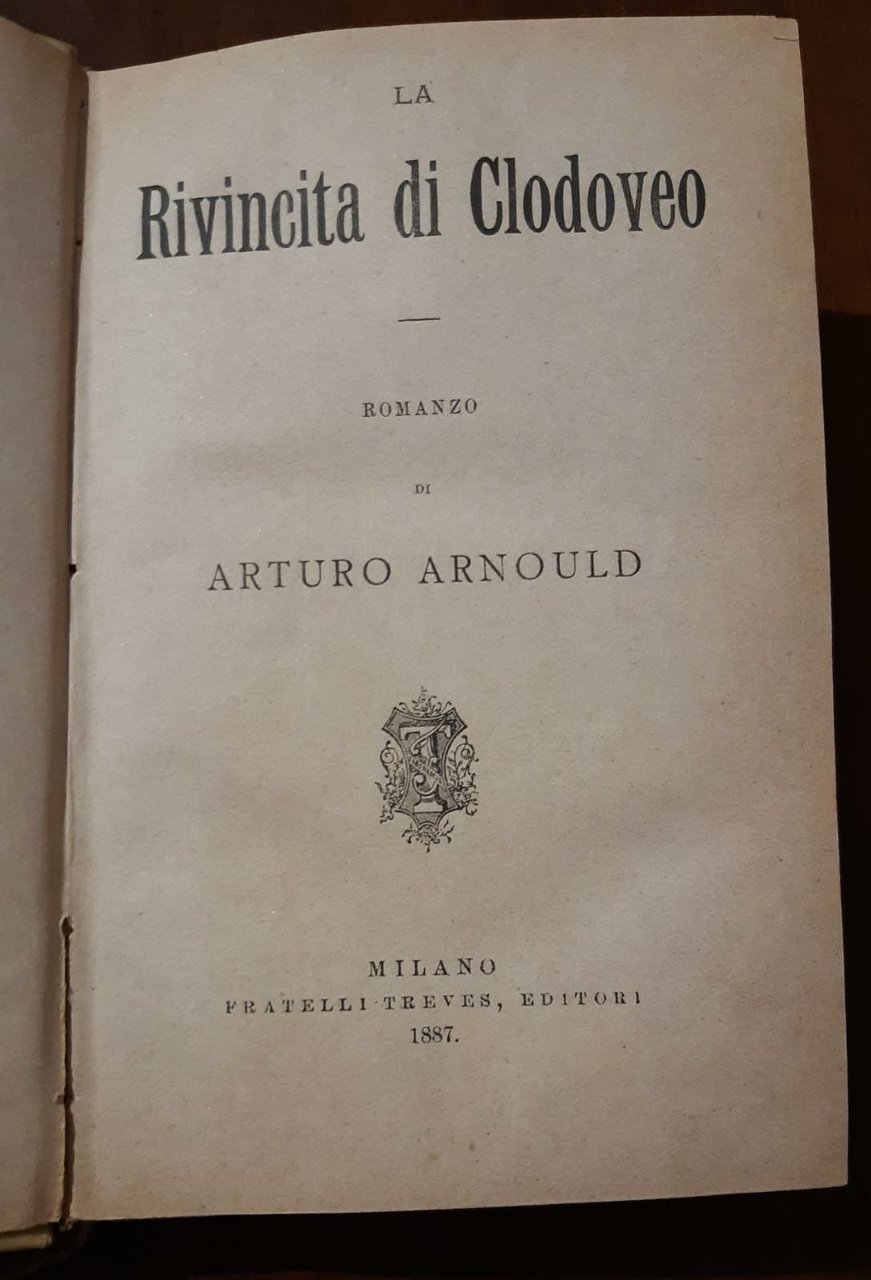 LA
Rivincita di Clodoveo
ROMANZO
DI
ARTURO ARNOULD
MILANO
FRATELLI TREVES, EDITORI
1887.